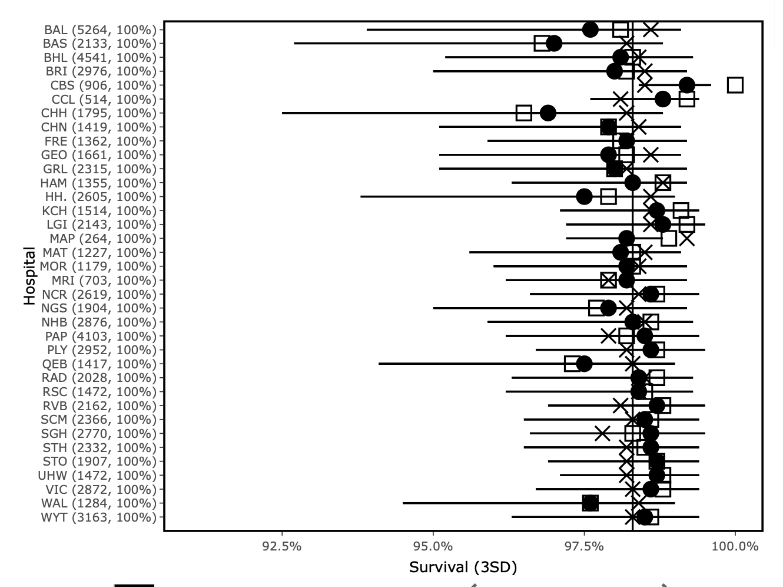 BAL (5264, 100%)
BAS (2133, 100%)
BHL (4541, 100%)
BRI (2976, 100%)
CBS (906, 100%)
CCL (514, 100%)
CHH (1795, 100%)
CHN (1419, 100%)
FRE (1362, 100%)
GEO (1661, 100%)
GRL (2315, 100%)
HAM (1355, 100%)
HH. (2605, 100%)
KCH (1514, 100%)
LGI (2143, 100%)
MAP (264, 100%)
MAT (1227, 100%)
MOR (1179, 100%)
MRI (703, 100%)
NCR (2619, 100%)
NGS (1904, 100%)
NHB (2876, 100%)
PAP (4103, 100%)
PLY (2952, 100%)
QEB (1417, 100%)
RAD (2028, 100%)
RSC (1472, 100%)
RVB (2162, 100%)
SCM (2366, 100%)
SGH (2770, 100%)
STH (2332, 100%)
STO (1907, 100%)
UHW (1472, 100%)
VIC (2872, 100%)
WAL (1284, 100%)
WYT (3163, 100%)
Hospital
92.5% 95.0% 97.5% 100.0%
Survival (3SD)